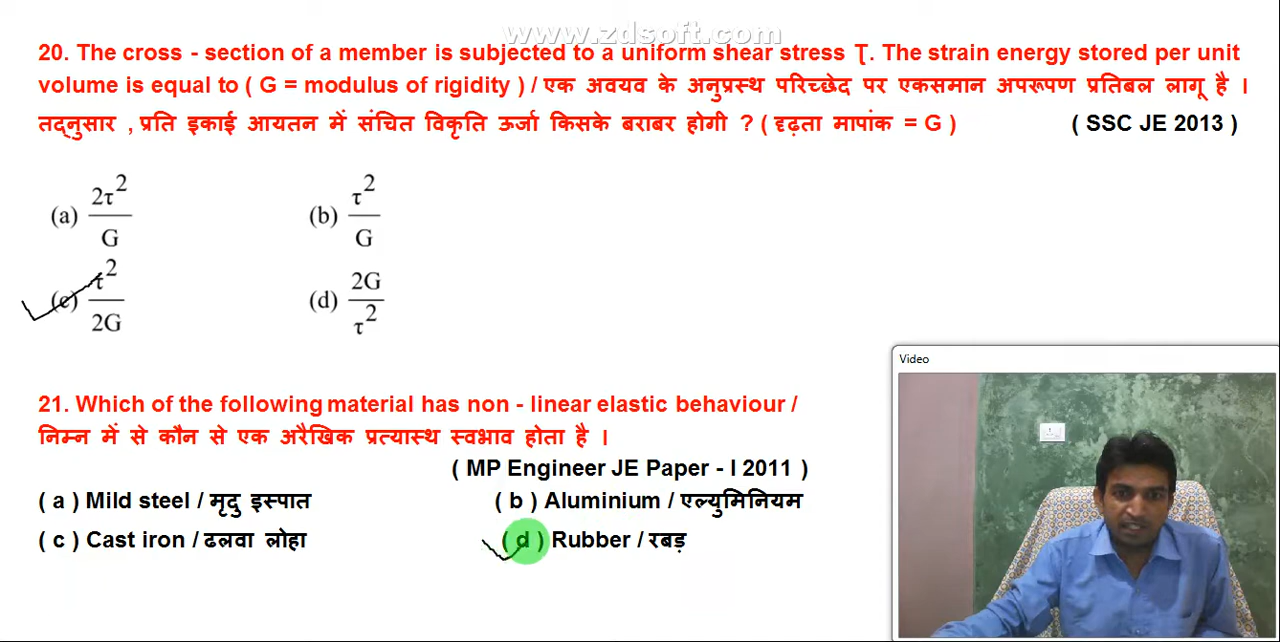 www.zdsoft.com
20. The cross - section of a member is subjected to a uniform shear stress Ʈ. The strain energy stored per unit
volume is equal to ( G = modulus of rigidity ) / एक अवयव के अनुप्रस्थ परिच्छेद पर एकसमान अपरूपण प्रतिबल लागू है ।
तद्नुसार , प्रति इकाई आयतन में संचित विकृति ऊर्जा किसके बराबर होगी ? ( दृढ़ता मापांक = G ) ( SSC JE 2013 )
(a) 2τ²/G (b) τ²/G
(c) τ²/2G (d) 2G/τ²
Video
21. Which of the following material has non - linear elastic behaviour /
निम्न में से कौन से एक अरैखिक प्रत्यास्थ स्वभाव होता है ।
( MP Engineer JE Paper - I 2011 )
( a ) Mild steel / मृदु इस्पात ( b ) Aluminium / एल्युमिनियम
( c ) Cast iron / ढलवा लोहा ( d ) Rubber / रबड़